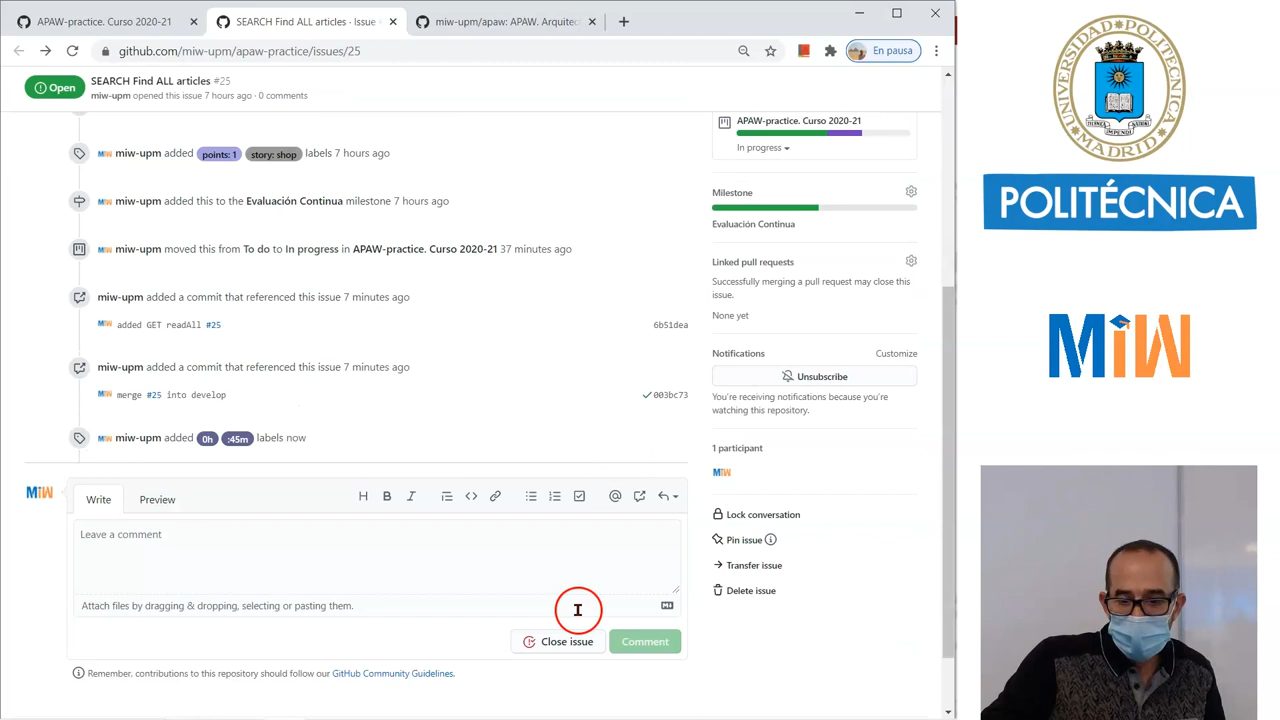 APAW-practice. Curso 2020-21
SEARCH Find ALL articles · Issue
miw-upm/apaw: APAW. Arquitec
github.com/miw-upm/apaw-practice/issues/25
En pausa
Open
SEARCH Find ALL articles #25
miw-upm opened this issue 7 hours ago · 0 comments
miw-upm added points: 1 story: shop labels 7 hours ago
miw-upm added this to the Evaluación Continua milestone 7 hours ago
miw-upm moved this from To do to In progress in APAW-practice. Curso 2020-21 37 minutes ago
miw-upm added a commit that referenced this issue 7 minutes ago
added GET readAll #25
6b51dea
miw-upm added a commit that referenced this issue 7 minutes ago
merge #25 into develop
003bc73
miw-upm added 0h :45m labels now
MiW
Write
Preview
H B I
Leave a comment
Attach files by dragging & dropping, selecting or pasting them.
Close issue
Comment
Remember, contributions to this repository should follow our GitHub Community Guidelines.
APAW-practice. Curso 2020-21
In progress
Milestone
Evaluación Continua
Linked pull requests
Successfully merging a pull request may close this
issue.
None yet
Notifications
Customize
Unsubscribe
You're receiving notifications because you're
watching this repository.
1 participant
MiW
Lock conversation
Pin issue
Transfer issue
Delete issue
UNIVERSIDAD POLITÉCNICA
MADRID
POLITÉCNICA
MiW